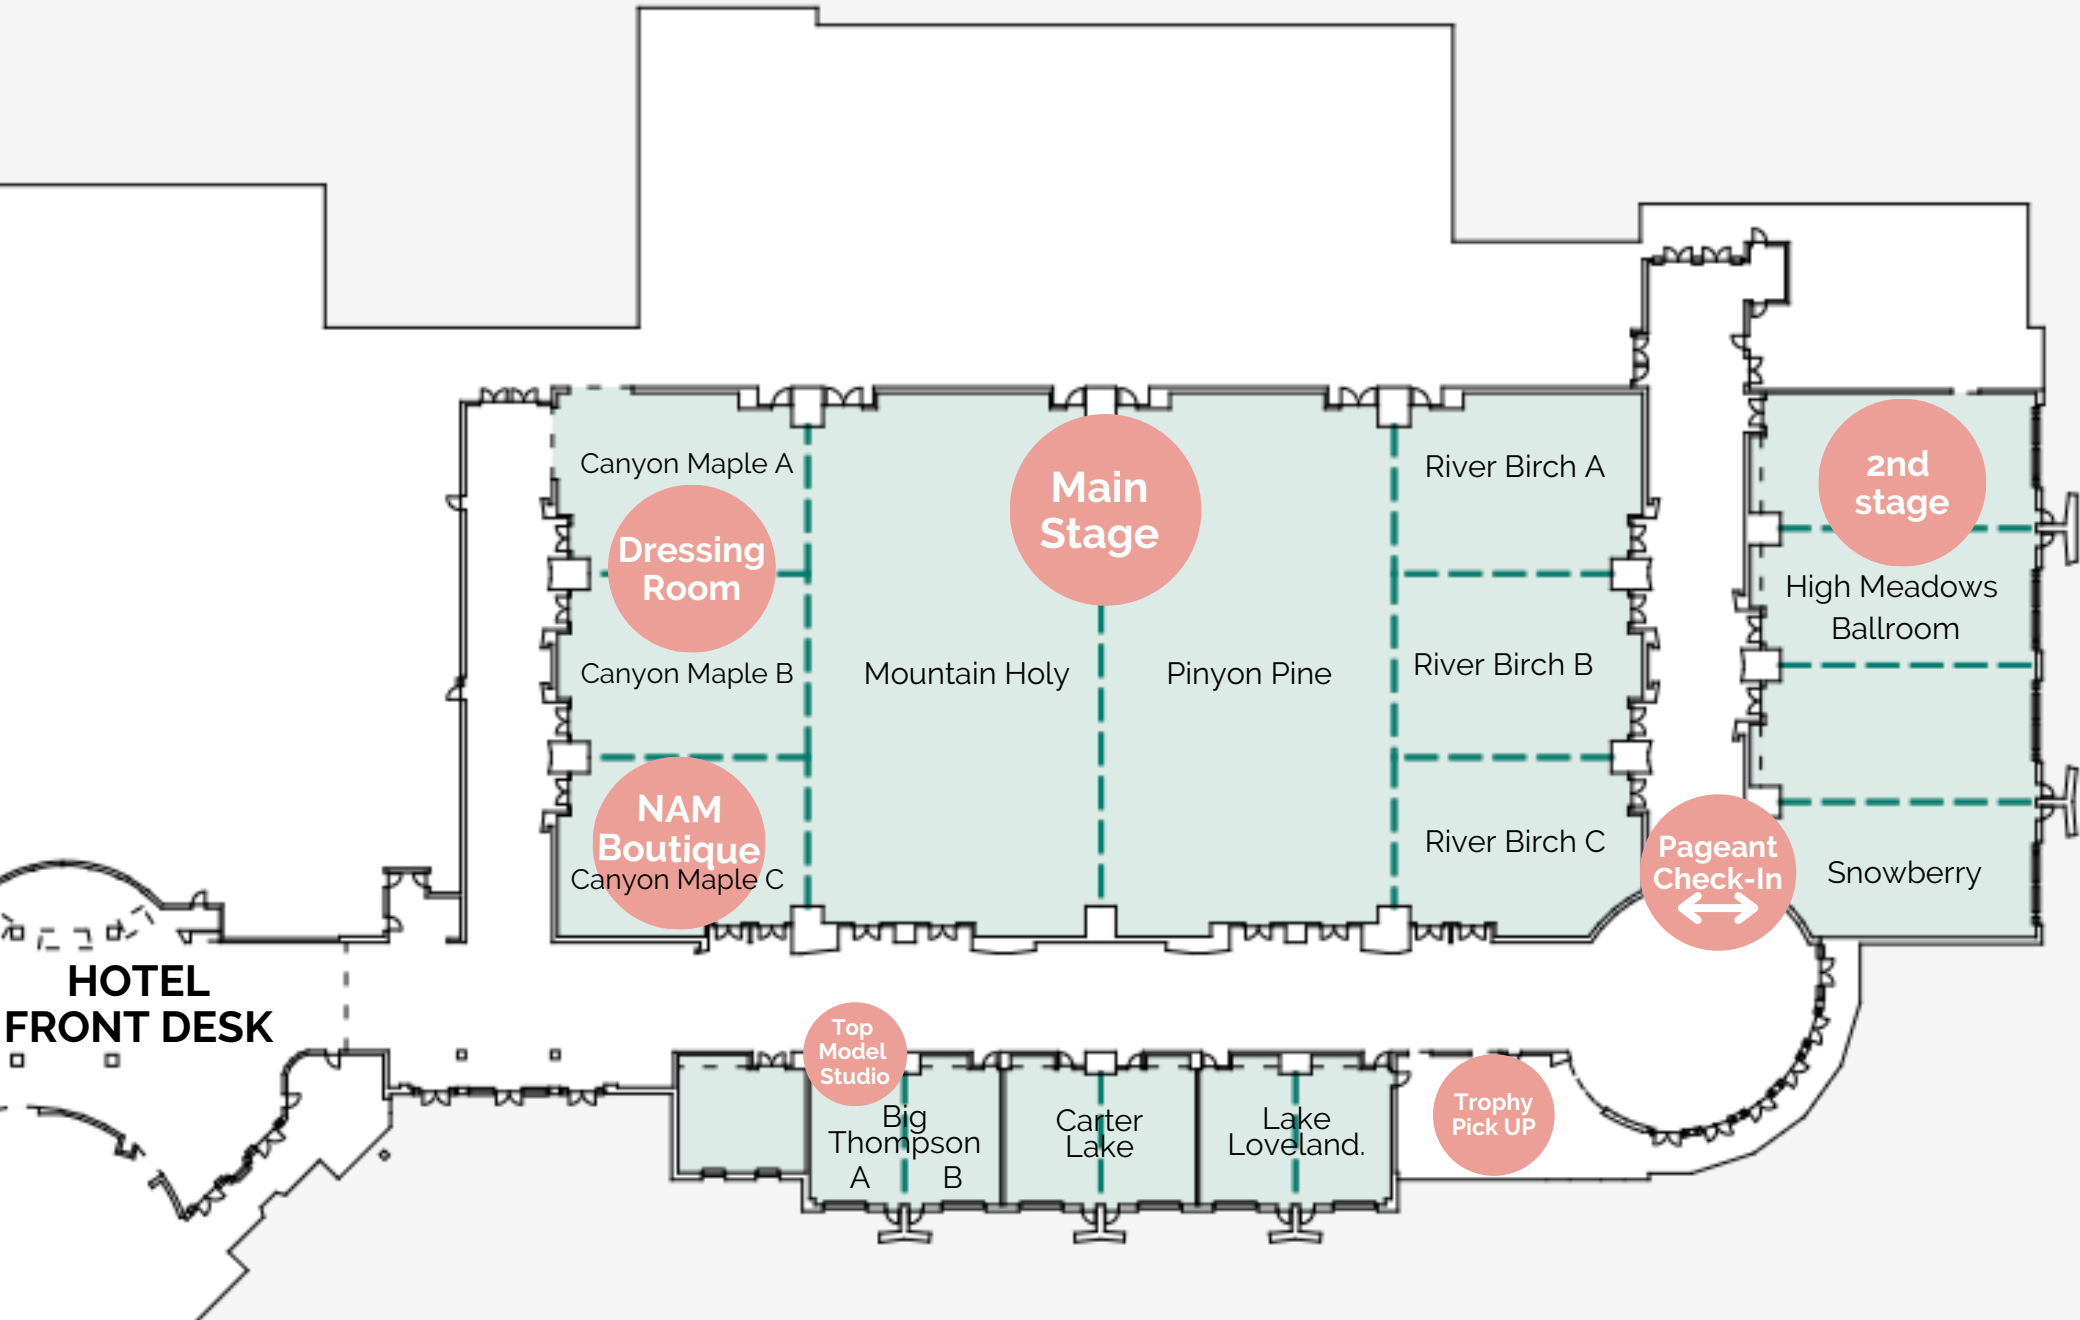 Canyon Maple A
Dressing
Room
Canyon Maple B
NAM
Boutique
Canyon Maple C
Main
Stage
Mountain Holy
Pinyon Pine
River Birch A
River Birch B
River Birch C
2nd
stage
High Meadows
Ballroom
Pageant
Check-In
Snowberry
HOTEL
FRONT DESK
Top
Model
Studio
Big
Thompson
A B
Carter
Lake
Lake
Loveland.
Trophy
Pick UP